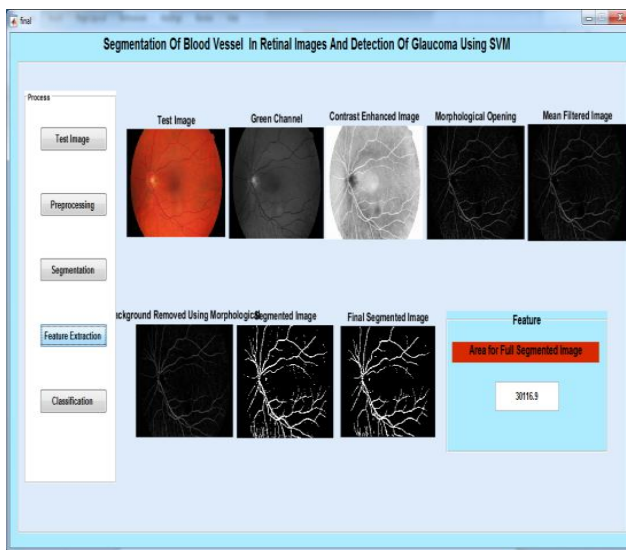 final
Segmentation Of Blood Vessel In Retinal Images And Detection Of Glaucoma Using SVM
Process
Test Image
Preprocessing
Segmentation
Feature Extraction
Classification
Test Image
Green Channel
Contrast Enhanced Image
Morphological Opening
Mean Filtered Image
ackground Removed Using Morphological
Segmented Image
Final Segmented Image
Feature
Area for Full Segmented Image
30116.9